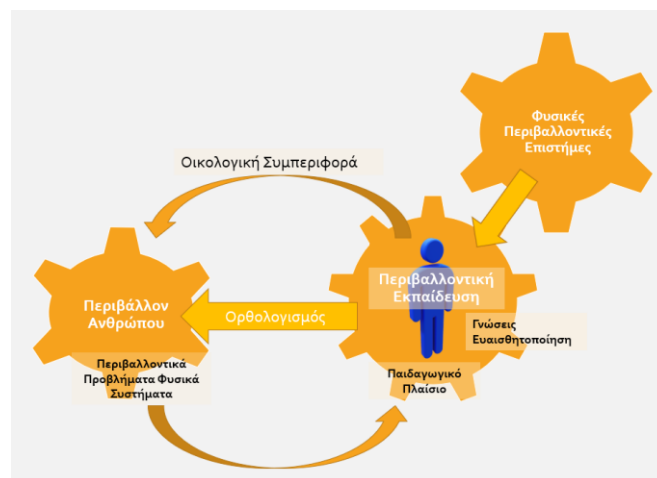 Φυσικές
Περιβαλλοντικές
Επιστήμες
Οικολογική Συμπεριφορά
Περιβαλλοντική
Εκπαίδευση
Περιβάλλον
Ανθρώπου
Ορθολογισμός
Γνώσεις
Ευαισθητοποίηση
Περιβαλλοντικά
Προβλήματα Φυσικά
Συστήματα
Παιδαγωγικό
Πλαίσιο